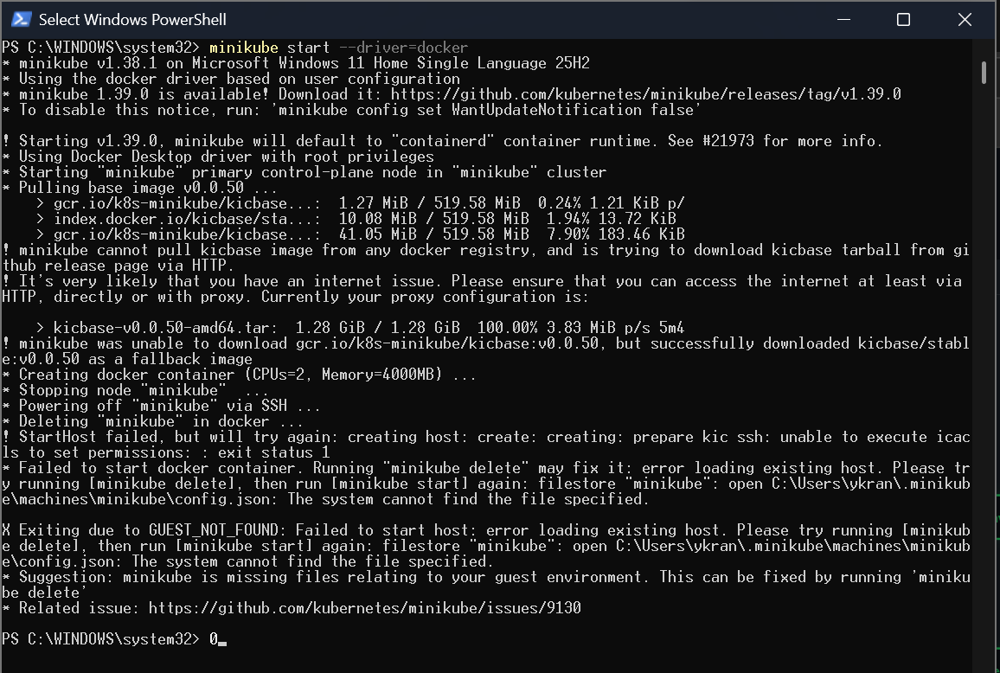 Select Windows PowerShell
PS C:\WINDOWS\system32> minikube start --driver=docker
* minikube v1.38.1 on Microsoft Windows 11 Home Single Language 25H2
* Using the docker driver based on user configuration
* minikube 1.39.0 is available! Download it: https://github.com/kubernetes/minikube/releases/tag/v1.39.0
* To disable this notice, run: 'minikube config set WantUpdateNotification false'
! Starting v1.39.0, minikube will default to "containerd" container runtime. See #21973 for more info.
* Using Docker Desktop driver with root privileges
* Starting "minikube" primary control-plane node in "minikube" cluster
* Pulling base image v0.0.50 ...
> gcr.io/k8s-minikube/kicbase...:  1.27 MiB / 519.58 MiB  0.24% 1.21 KiB p/
> index.docker.io/kicbase/sta...:  10.08 MiB / 519.58 MiB  1.94% 13.72 KiB
> gcr.io/k8s-minikube/kicbase...:  41.05 MiB / 519.58 MiB  7.90% 183.46 KiB
! minikube cannot pull kicbase image from any docker registry, and is trying to download kicbase tarball from gi
thub release page via HTTP.
! It's very likely that you have an internet issue. Please ensure that you can access the internet at least via
HTTP, directly or with proxy. Currently your proxy configuration is:
> kicbase-v0.0.50-amd64.tar:  1.28 GiB / 1.28 GiB  100.00% 3.83 MiB p/s 5m4
! minikube was unable to download gcr.io/k8s-minikube/kicbase:v0.0.50, but successfully downloaded kicbase/stabl
e:v0.0.50 as a fallback image
* Creating docker container (CPUs=2, Memory=4000MB) ...
* Stopping node "minikube"  ...
* Powering off "minikube" via SSH ...
* Deleting "minikube" in docker ...
! StartHost failed, but will try again: creating host: create: creating: prepare kic ssh: unable to execute icac
ls to set permissions: : exit status 1
* Failed to start docker container. Running "minikube delete" may fix it: error loading existing host. Please tr
y running [minikube delete], then run [minikube start] again: filestore "minikube": open C:\Users\ykran\.minikub
e\machines\minikube\config.json: The system cannot find the file specified.
X Exiting due to GUEST_NOT_FOUND: Failed to start host: error loading existing host. Please try running [minikub
e delete], then run [minikube start] again: filestore "minikube": open C:\Users\ykran\.minikube\machines\minikub
e\config.json: The system cannot find the file specified.
* Suggestion: minikube is missing files relating to your guest environment. This can be fixed by running 'miniku
be delete'
* Related issue: https://github.com/kubernetes/minikube/issues/9130
PS C:\WINDOWS\system32> 0